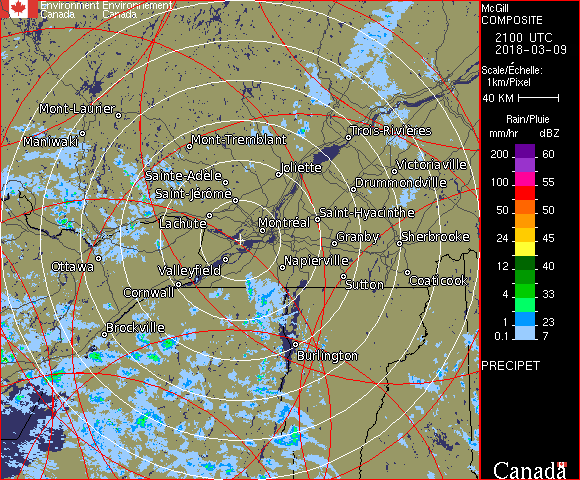 Environment Environnement
Canada Canada
McGill
COMPOSITE
2100 UTC
2018-03-09
Scale/Échelle:
1km/Pixel
40 KM
Rain/Pluie
mm/hr dBZ
200 60
55
100 55
50 50
24 45
12 40
4 33
1 23
0.1 7
PRECIPET
Canada
Mont-Laurier
Maniwaki
Mont-Tremblant
Trois-Rivières
Joliette
Victoriaville
Sainte-Adèle
Drummondville
Saint-Jérôme
Lachute
Saint-Hyacinthe
Montréal
Granby
Sherbrooke
Ottawa
Napierville
Valleyfield
Coaticook
Sutton
Cornwall
Brockville
Burlington